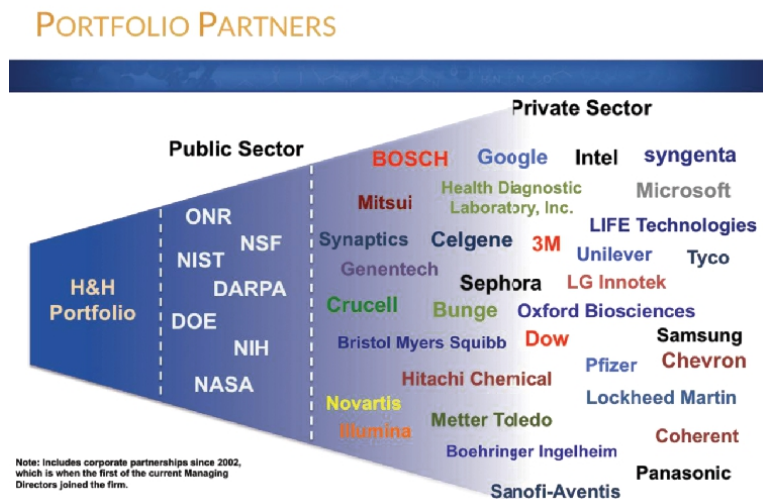 PORTFOLIO PARTNERS
Private Sector
Public Sector
BOSCH Google Intel syngenta
Health Diagnostic
Laboratory, Inc.
Microsoft
Mitsui
ONR
LIFE Technologies
NSF
Synaptics Celgene 3M
Unilever Tyco
NIST
Genentech
H&H
Portfolio
DARPA
Sephora LG Innotek
Crucell Bunge Oxford Biosciences
DOE
Bristol Myers Squibb Dow Samsung
NIH
Pfizer Chevron
NASA
Hitachi Chemical
Lockheed Martin
Novartis
Metter Toledo
Illumina
Coherent
Boehringer Ingelheim
Note: Includes corporate partnerships since 2002,
which is when the first of the current Managing
Directors joined the firm.
Panasonic
Sanofi-Aventis